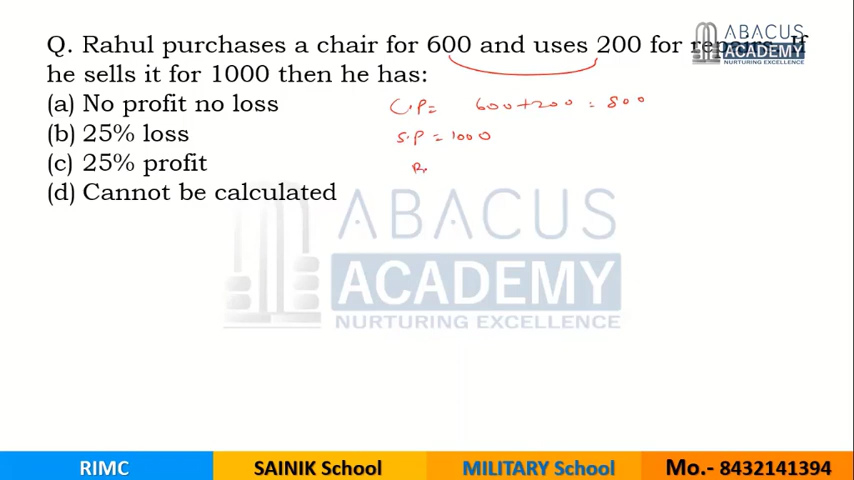 Q. Rahul purchases a chair for 600 and uses 200 for repairs. If
he sells it for 1000 then he has:
(a) No profit no loss
(b) 25% loss
(c) 25% profit
(d) Cannot be calculated
C.P= 600+200 = 800
S.P = 1000
ABACUS
ACADEMY
NURTURING EXCELLENCE
ABACUS
ACADEMY
NURTURING EXCELLENCE
RIMC SAINIK School MILITARY School Mo.- 8432141394